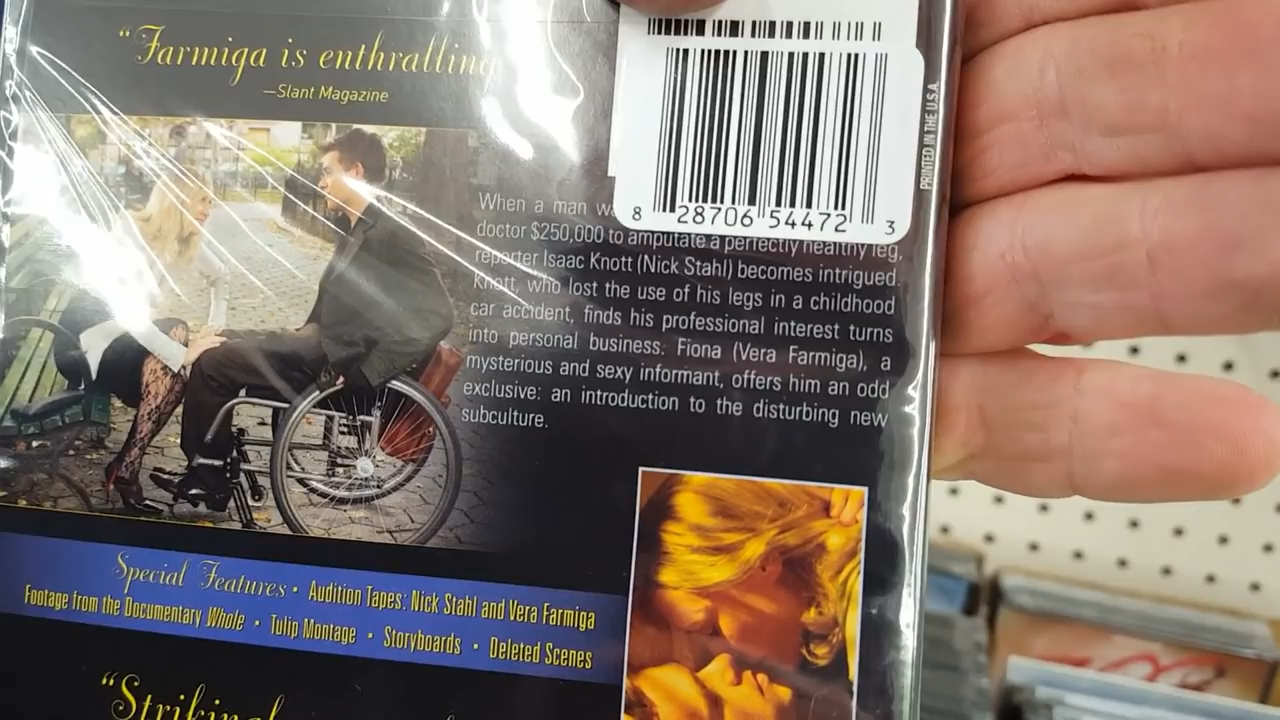 “Farmiga is enthralling
—Slant Magazine
8 28706 54472 3
PRINTED IN THE U.S.A.
When a man
doctor $250,000 to amputate a perfectly healthy leg,
reporter Isaac Knott (Nick Stahl) becomes intrigued.
Knott, who lost the use of his legs in a childhood
car accident, finds his professional interest turns
into personal business. Fiona (Vera Farmiga), a
mysterious and sexy informant, offers him an odd
exclusive: an introduction to the disturbing new
subculture.
Special Features • Audition Tapes: Nick Stahl and Vera Farmiga
Footage from the Documentary Whole • Tulip Montage • Storyboards • Deleted Scenes